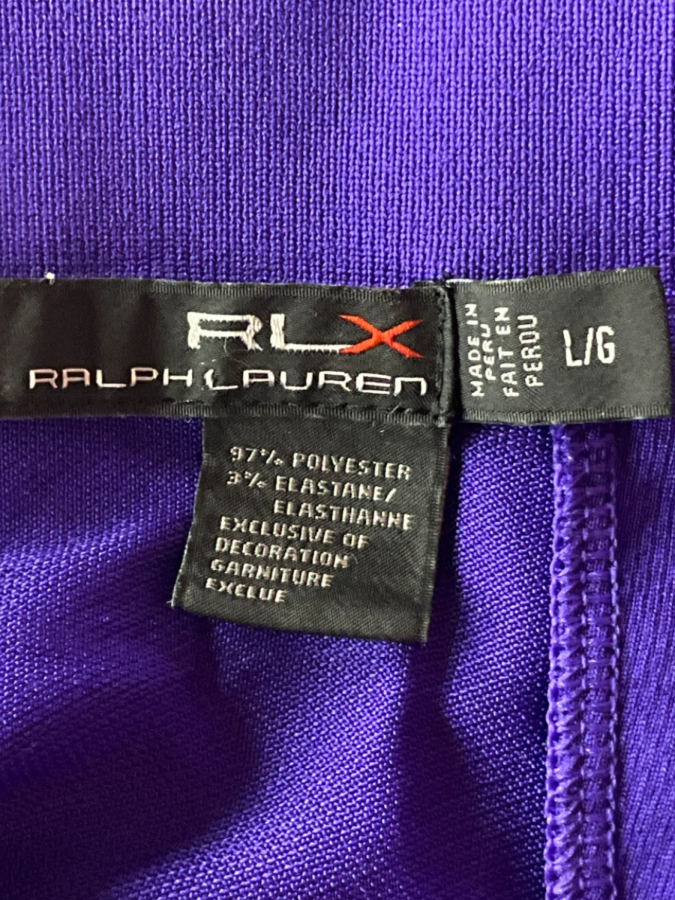 RLX
RALPH LAUREN
MADE IN
PERU
FAIT EN
PEROU
L/G
97% POLYESTER
3% ELASTANE/
ELASTHANNE
EXCLUSIVE OF
DECORATION
GARNITURE
EXCLUE